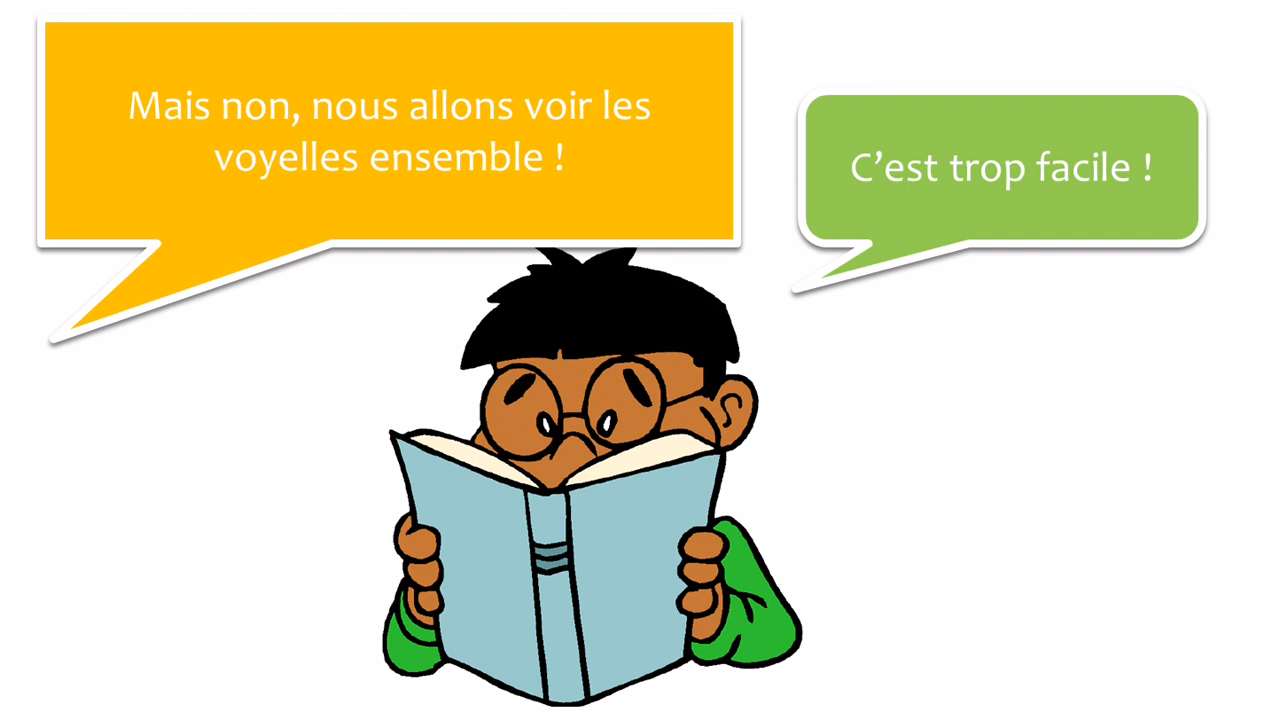 Mais non, nous allons voir les
voyelles ensemble !
C’est trop facile !